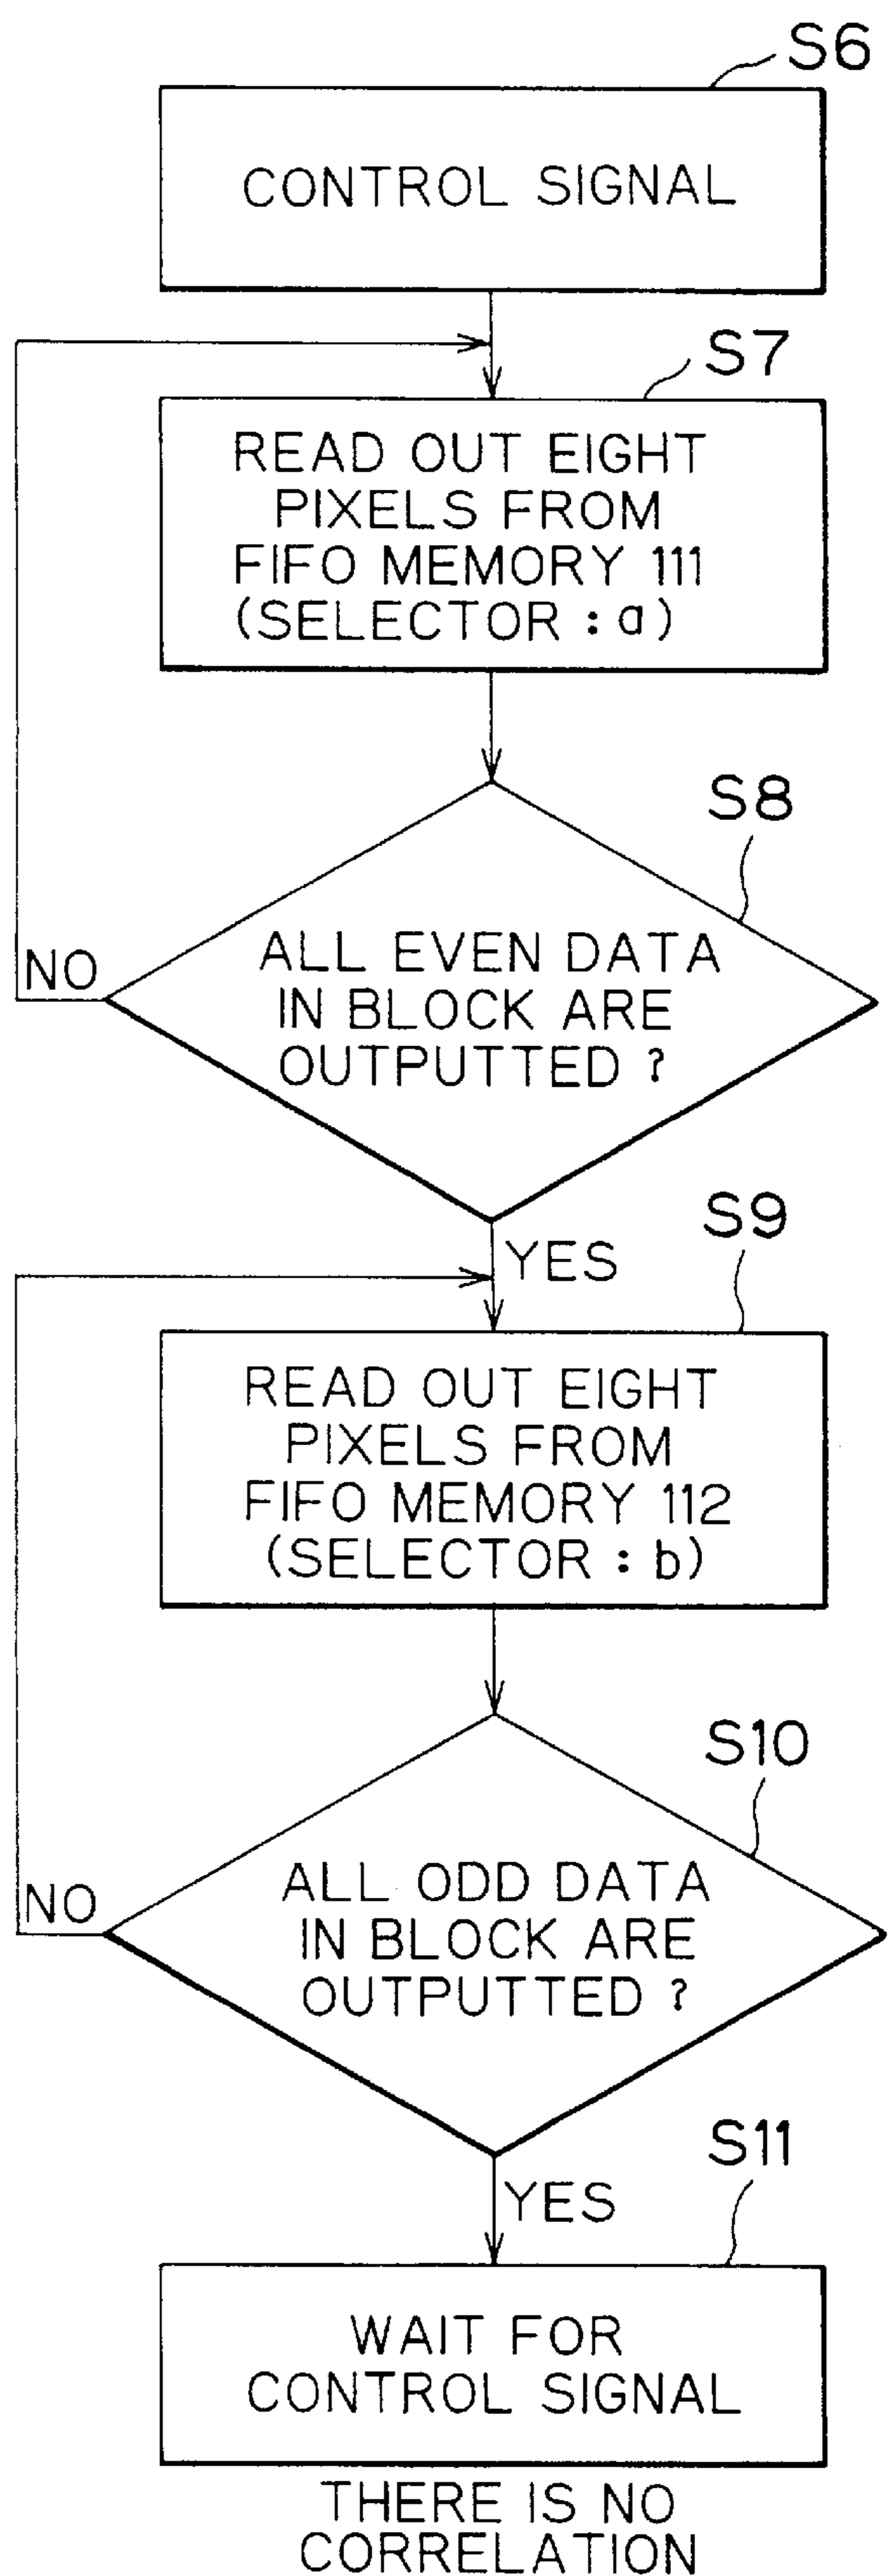 S6
CONTROL SIGNAL
S7
READ OUT EIGHT
PIXELS FROM
FIFO MEMORY 111
(SELECTOR : a)
S8
ALL EVEN DATA
IN BLOCK ARE
OUTPUTTED ?
NO
YES
S9
READ OUT EIGHT
PIXELS FROM
FIFO MEMORY 112
(SELECTOR : b)
S10
ALL ODD DATA
IN BLOCK ARE
OUTPUTTED ?
NO
YES
S11
WAIT FOR
CONTROL SIGNAL
THERE IS NO
CORRELATION